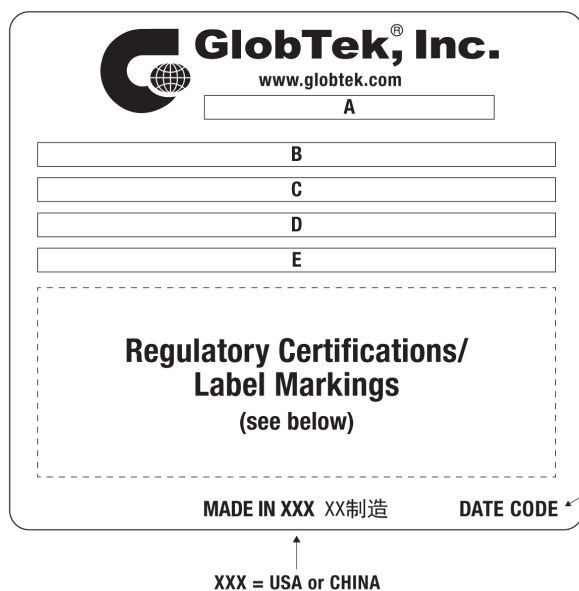 GlobTek,® Inc.
www.globtek.com
A
B
C
D
E
Regulatory Certifications/
Label Markings
(see below)
MADE IN XXX XX制造 DATE CODE
XXX = USA or CHINA